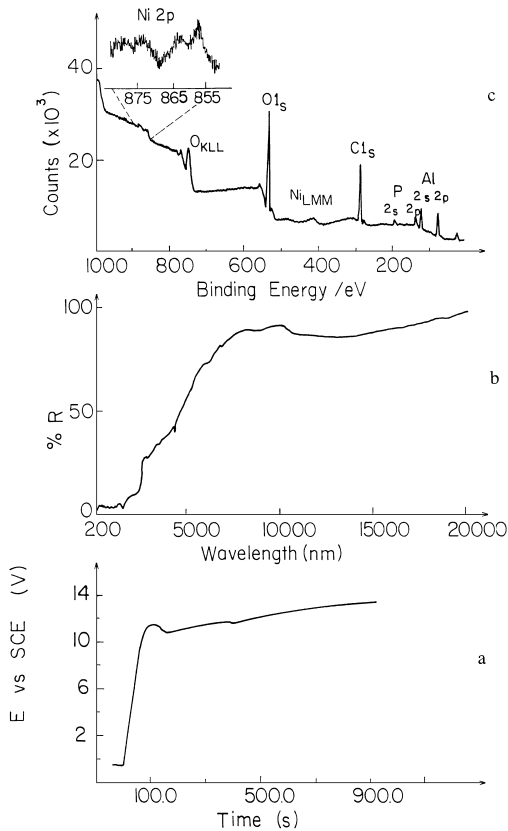 Ni 2p
875 865 855
c
40
20
Counts (x10³)
O1s
OKLL
NiLMM
C1s
P
2s 2p
Al
2s 2p
1000 800 600 400 200 0
Binding Energy /eV
100
50
0
% R
b
200 5000 10000 15000 20000
Wavelength (nm)
14
10
6
2
E vs SCE (V)
a
100.0 500.0 900.0
Time (s)